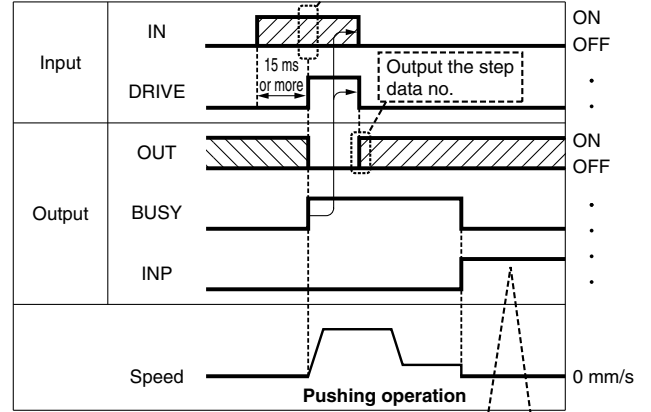 Input
IN
ON
OFF
15 ms
or more
DRIVE
Output the step
data no.
Output
OUT
ON
OFF
BUSY
INP
Speed
Pushing operation
0 mm/s